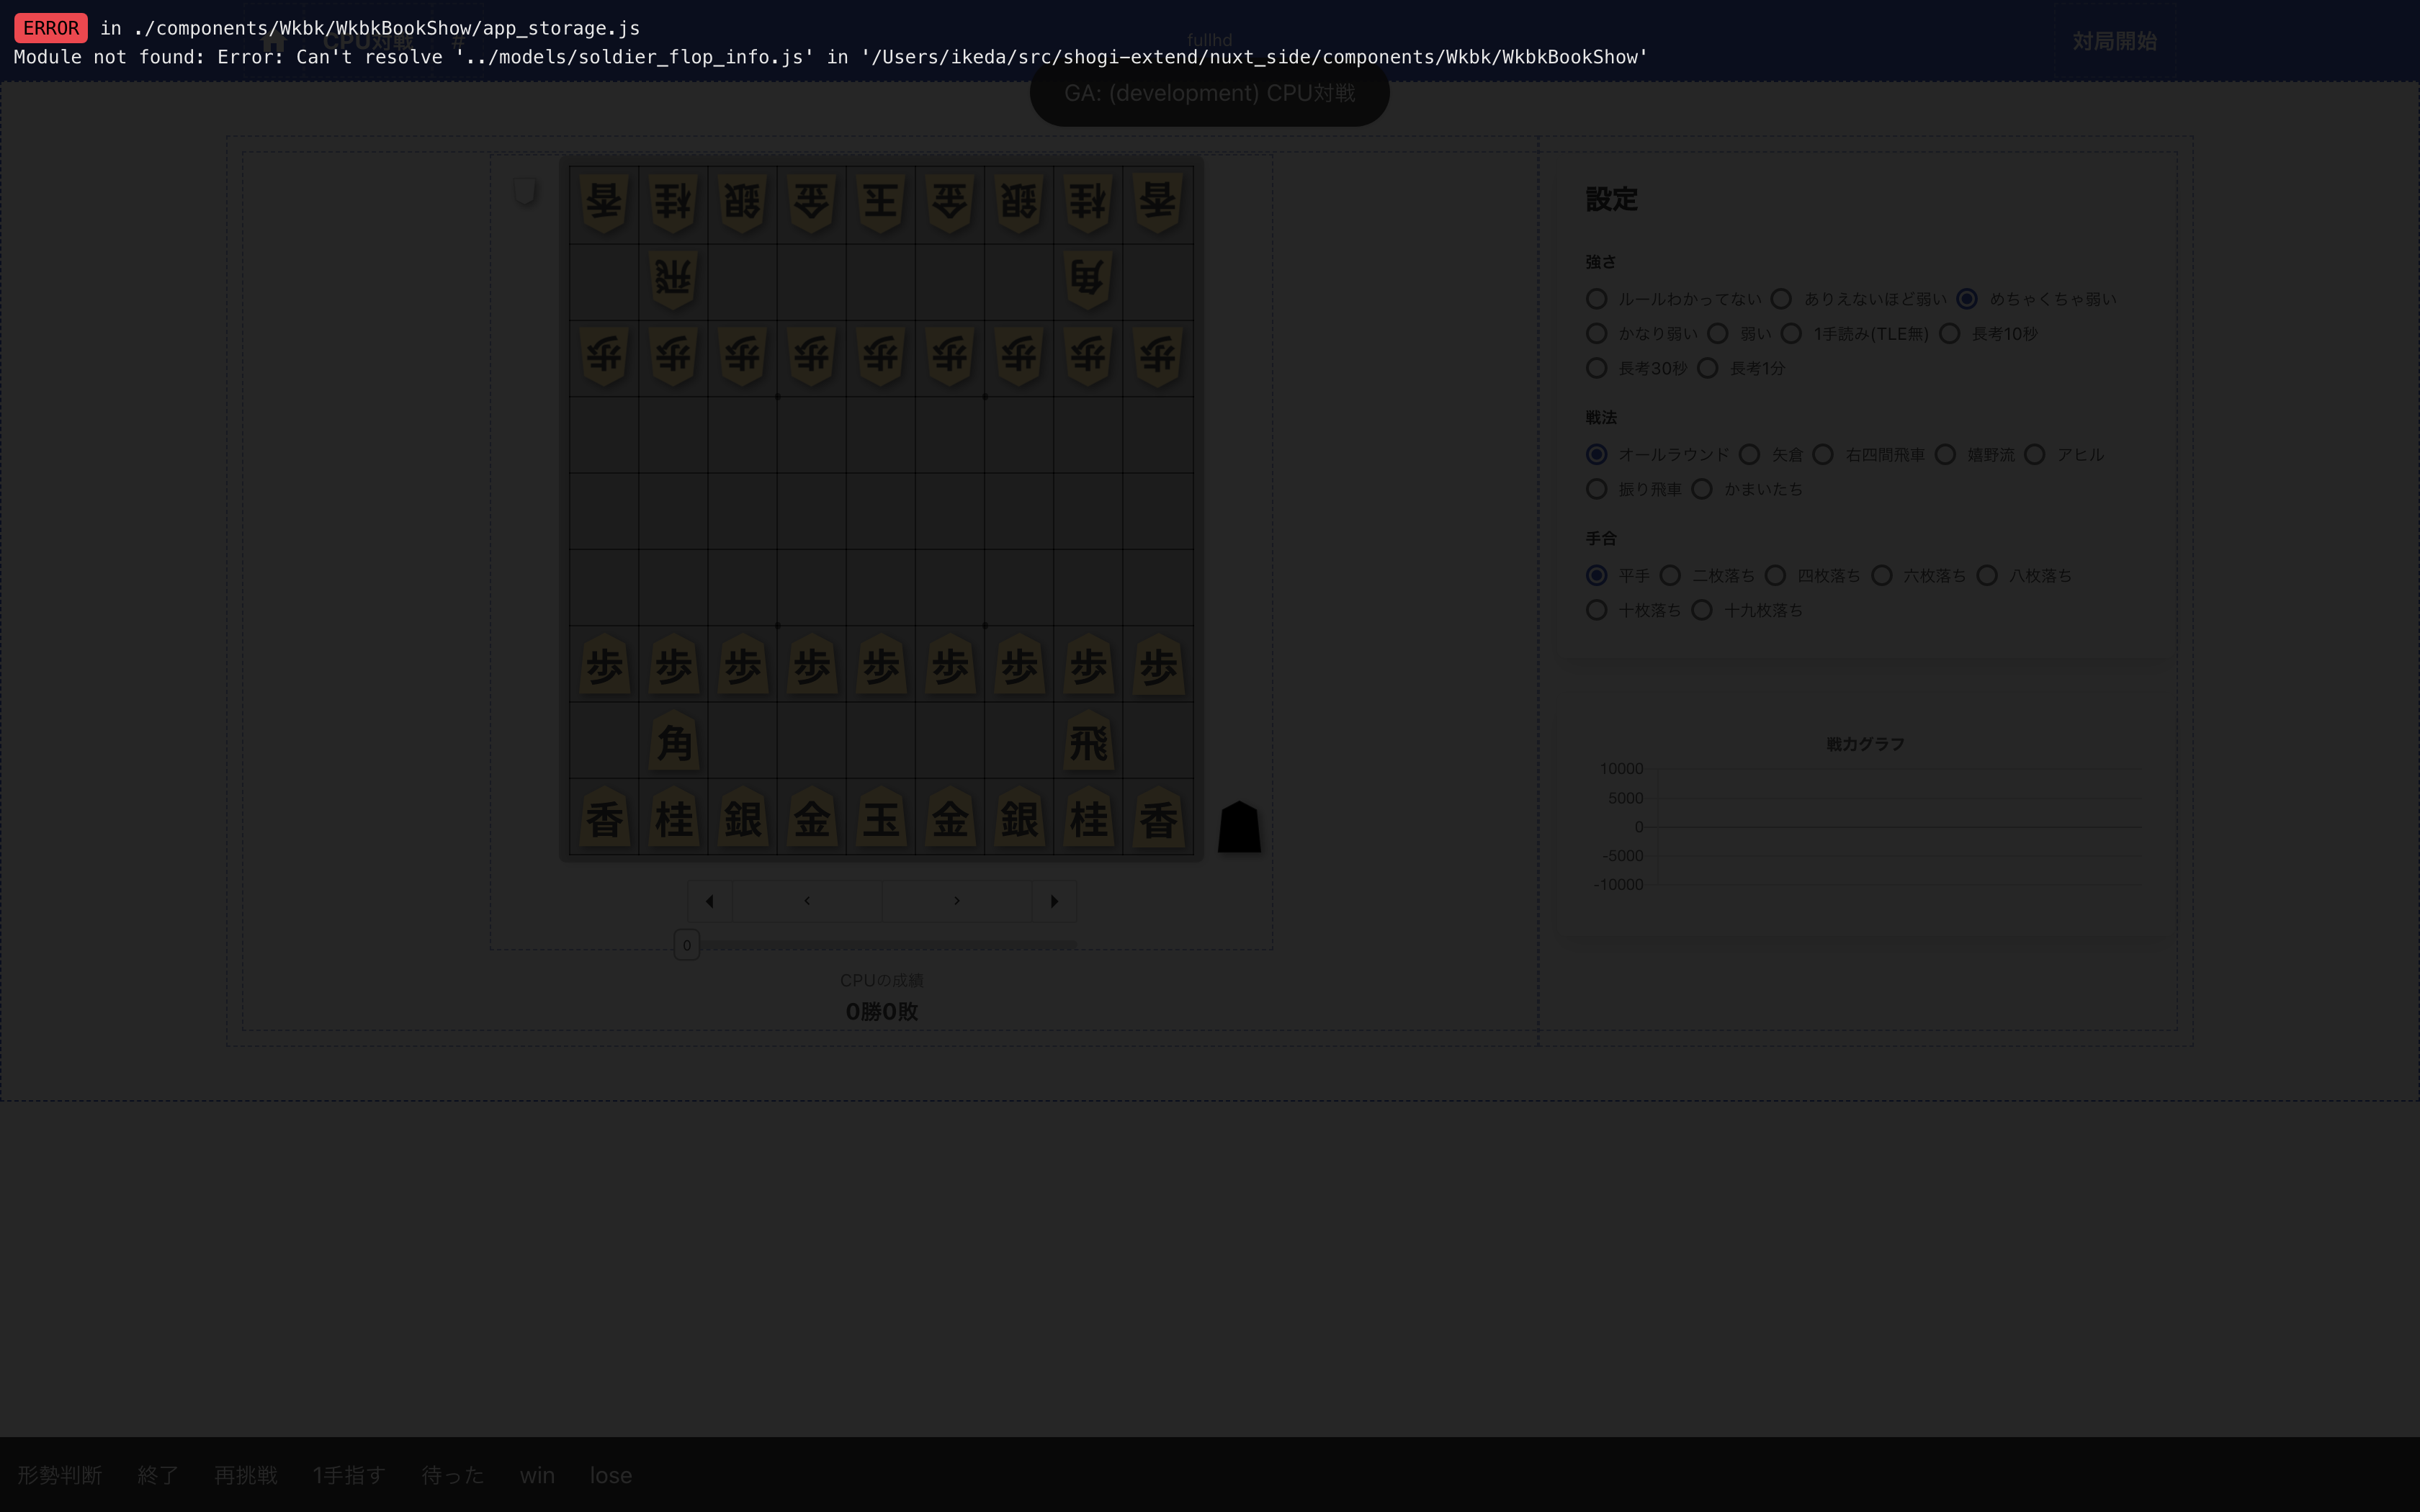 ERROR in ./components/Wkbk/WkbkBookShow/app_storage.js
Module not found: Error: Can't resolve '../models/soldier_flop_info.js' in '/Users/ikeda/src/shogi-extend/nuxt_side/components/Wkbk/WkbkBookShow'
CPU対戦 # fullhd 対局開始
GA: (development) CPU対戦
香桂銀金玉金銀桂香
飛角
歩歩歩歩歩歩歩歩歩
歩歩歩歩歩歩歩歩歩
角飛
香桂銀金玉金銀桂香
0
CPUの成績
0勝0敗
設定
強さ
ルールわかってない ありえないほど弱い めちゃくちゃ弱い
かなり弱い 弱い 1手読み(TLE無) 長考10秒
長考30秒 長考1分
戦法
オールラウンド 矢倉 右四間飛車 嬉野流 アヒル
振り飛車 かまいたち
手合
平手 二枚落ち 四枚落ち 六枚落ち 八枚落ち
十枚落ち 十九枚落ち
戦力グラフ
10000
5000
0
-5000
-10000
形勢判断 終了 再挑戦 1手指す 待った win lose